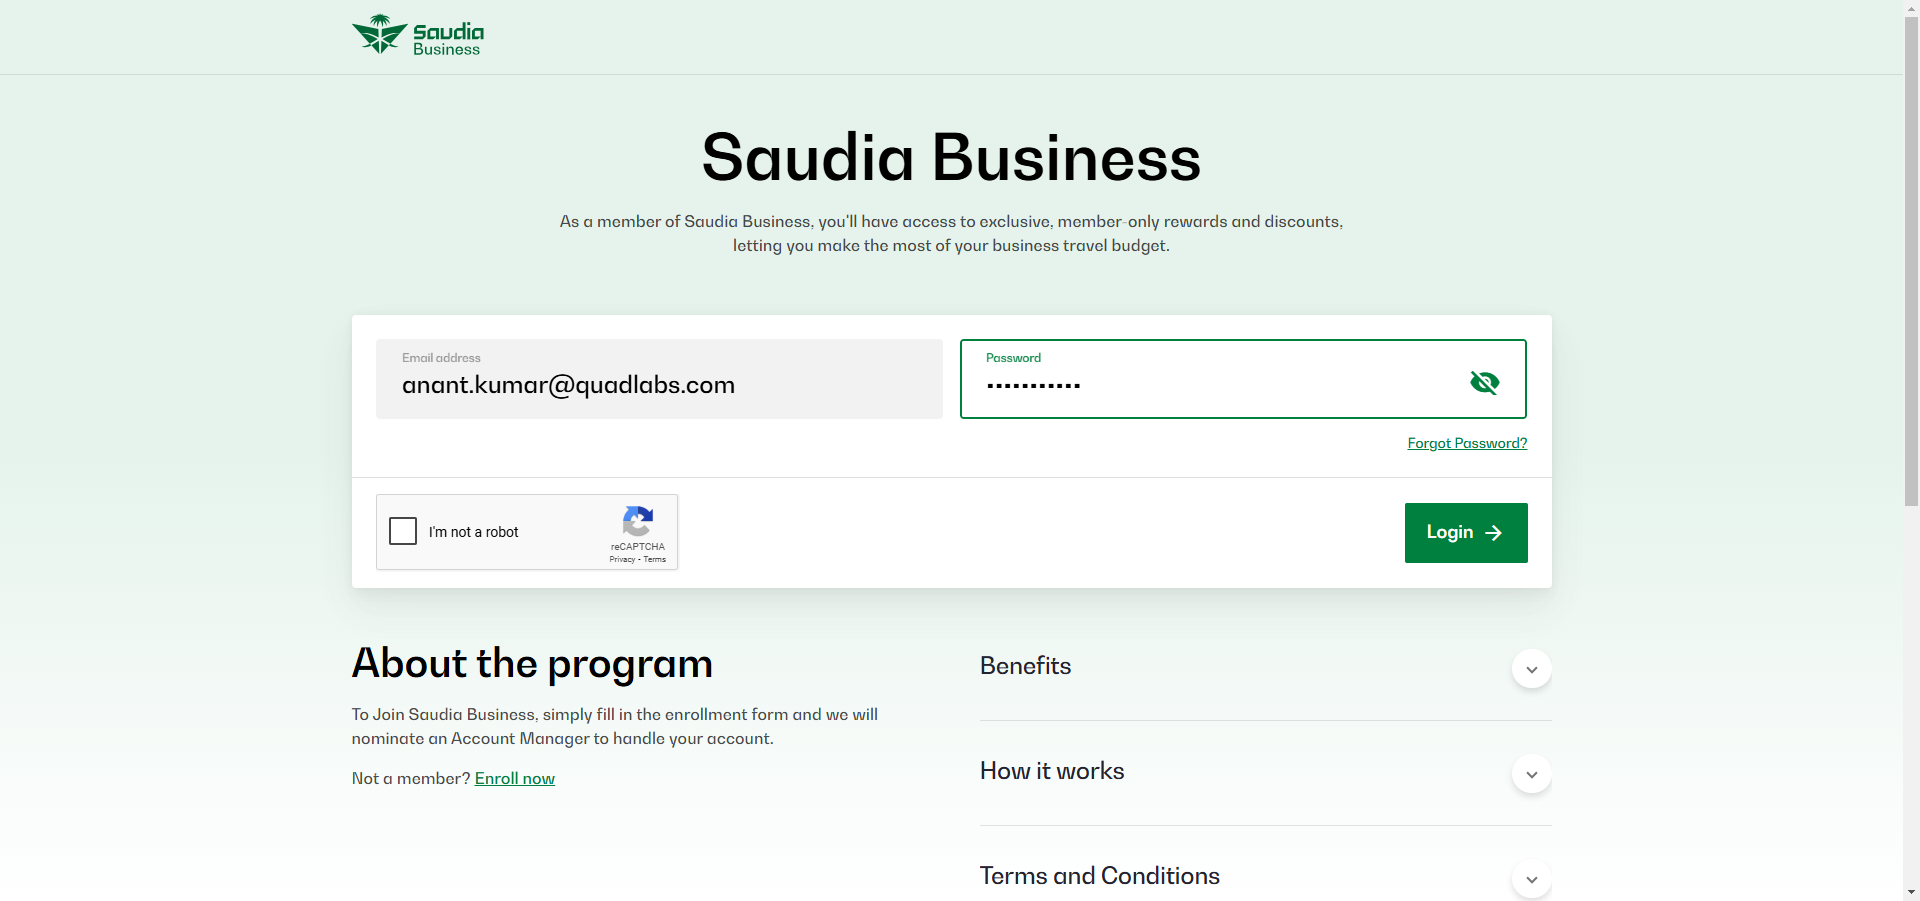 Saudia
Business
Saudia Business
As a member of Saudia Business, you'll have access to exclusive, member-only rewards and discounts,
letting you make the most of your business travel budget.
Email address
anant.kumar@quadlabs.com
Password
Forgot Password?
I'm not a robot
reCAPTCHA
Privacy - Terms
Login
About the program
To Join Saudia Business, simply fill in the enrollment form and we will
nominate an Account Manager to handle your account.
Not a member? Enroll now
Benefits
How it works
Terms and Conditions